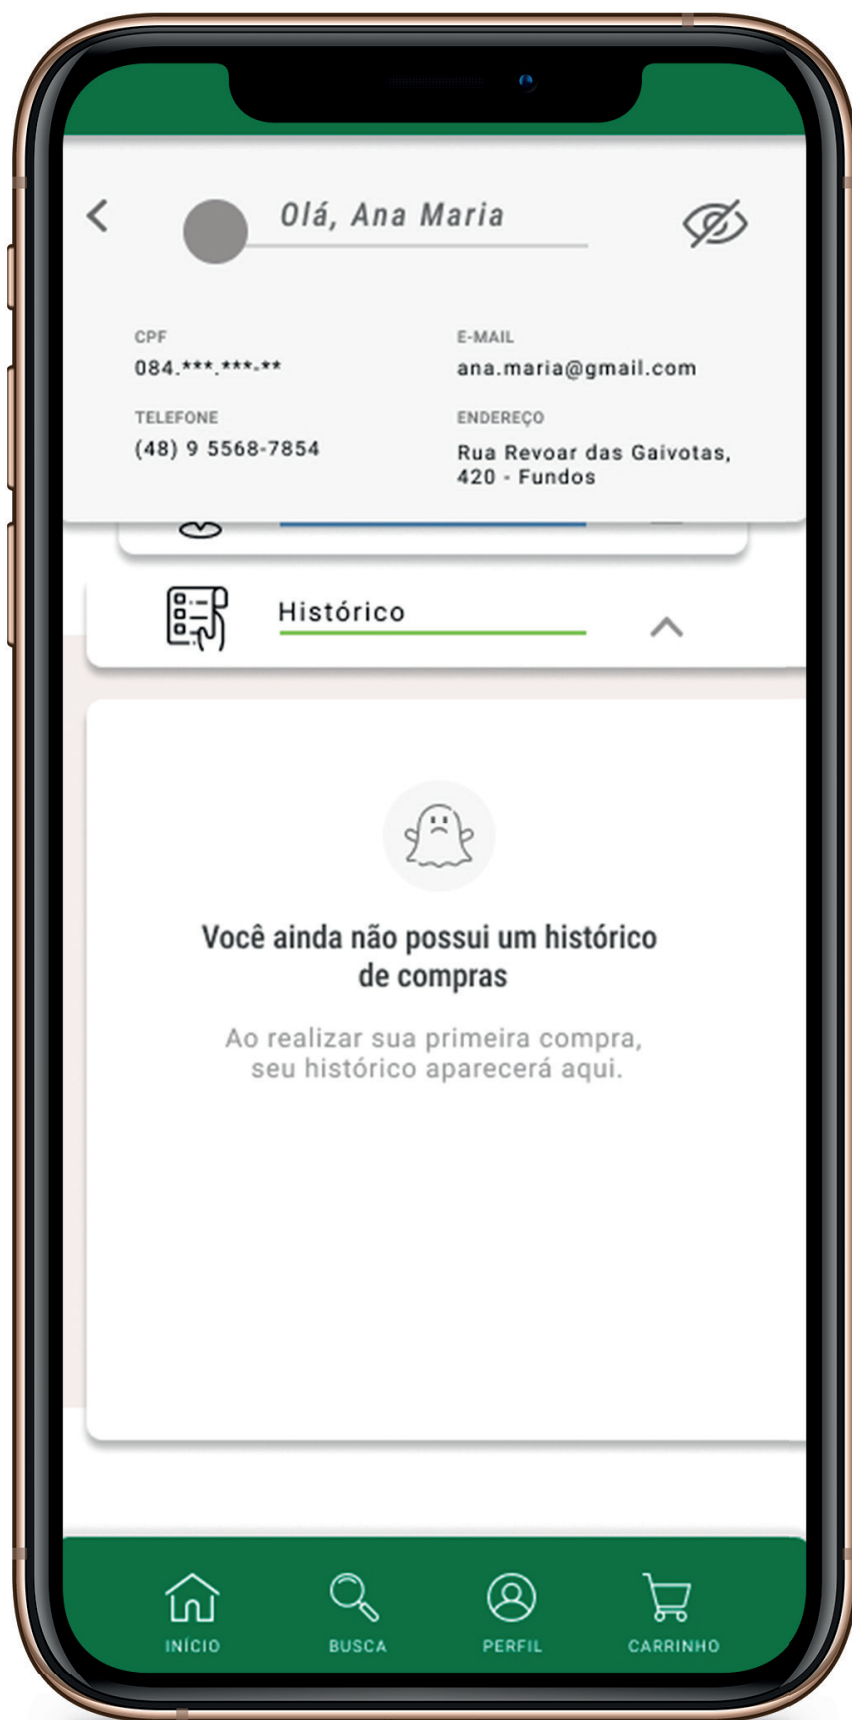 Olá, Ana Maria
CPF
084.***.***-**
E-MAIL
ana.maria@gmail.com
TELEFONE
(48) 9 5568-7854
ENDEREÇO
Rua Revoar das Gaivotas,
420 - Fundos
Histórico
Você ainda não possui um histórico
de compras
Ao realizar sua primeira compra,
seu histórico aparecerá aqui.
INÍCIO
BUSCA
PERFIL
CARRINHO